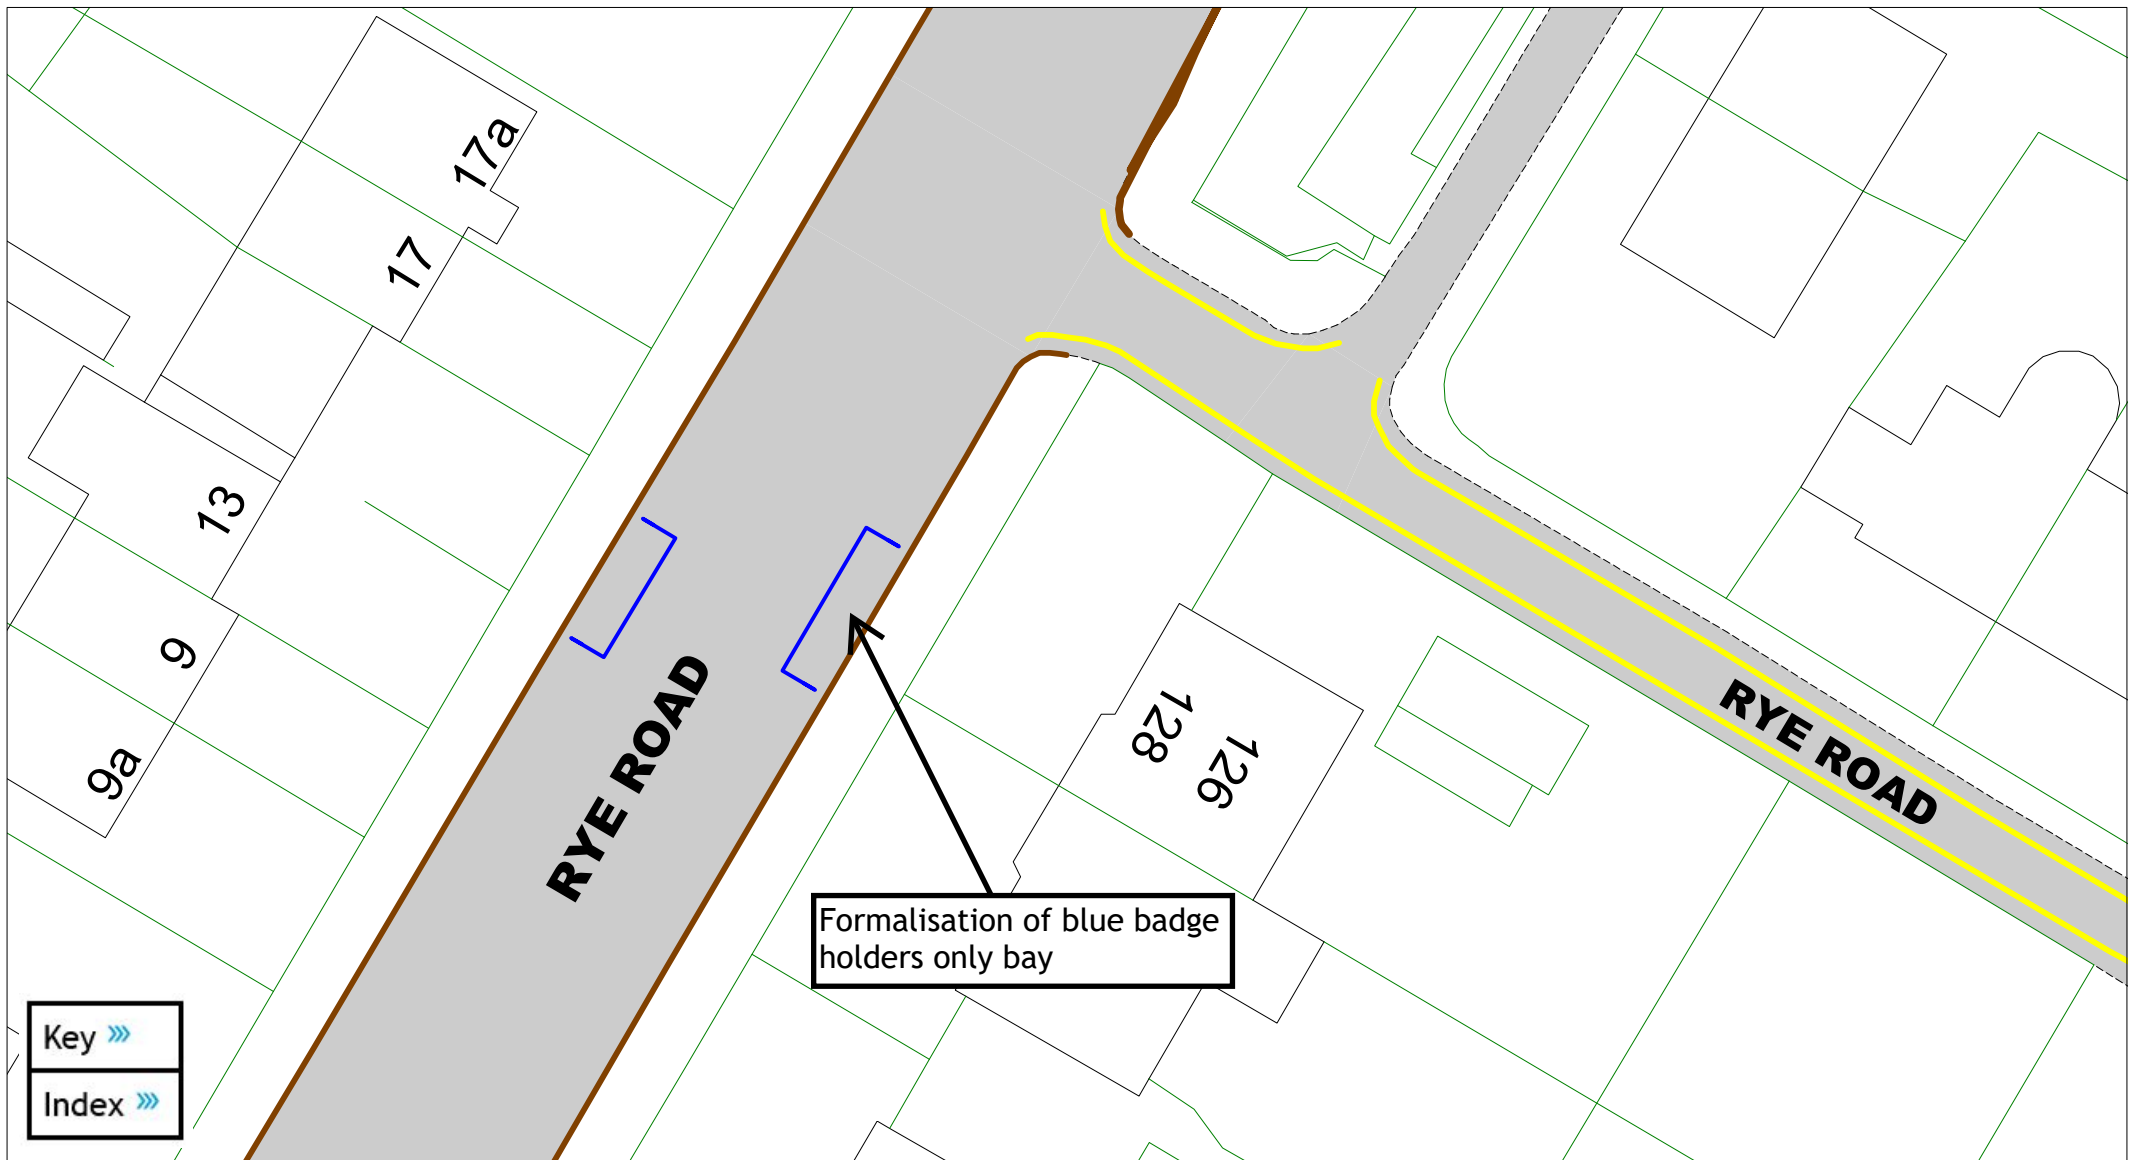 17a
17
13
9
9a
RYE ROAD
128
126
RYE ROAD
Formalisation of blue badge
holders only bay
Key
Index